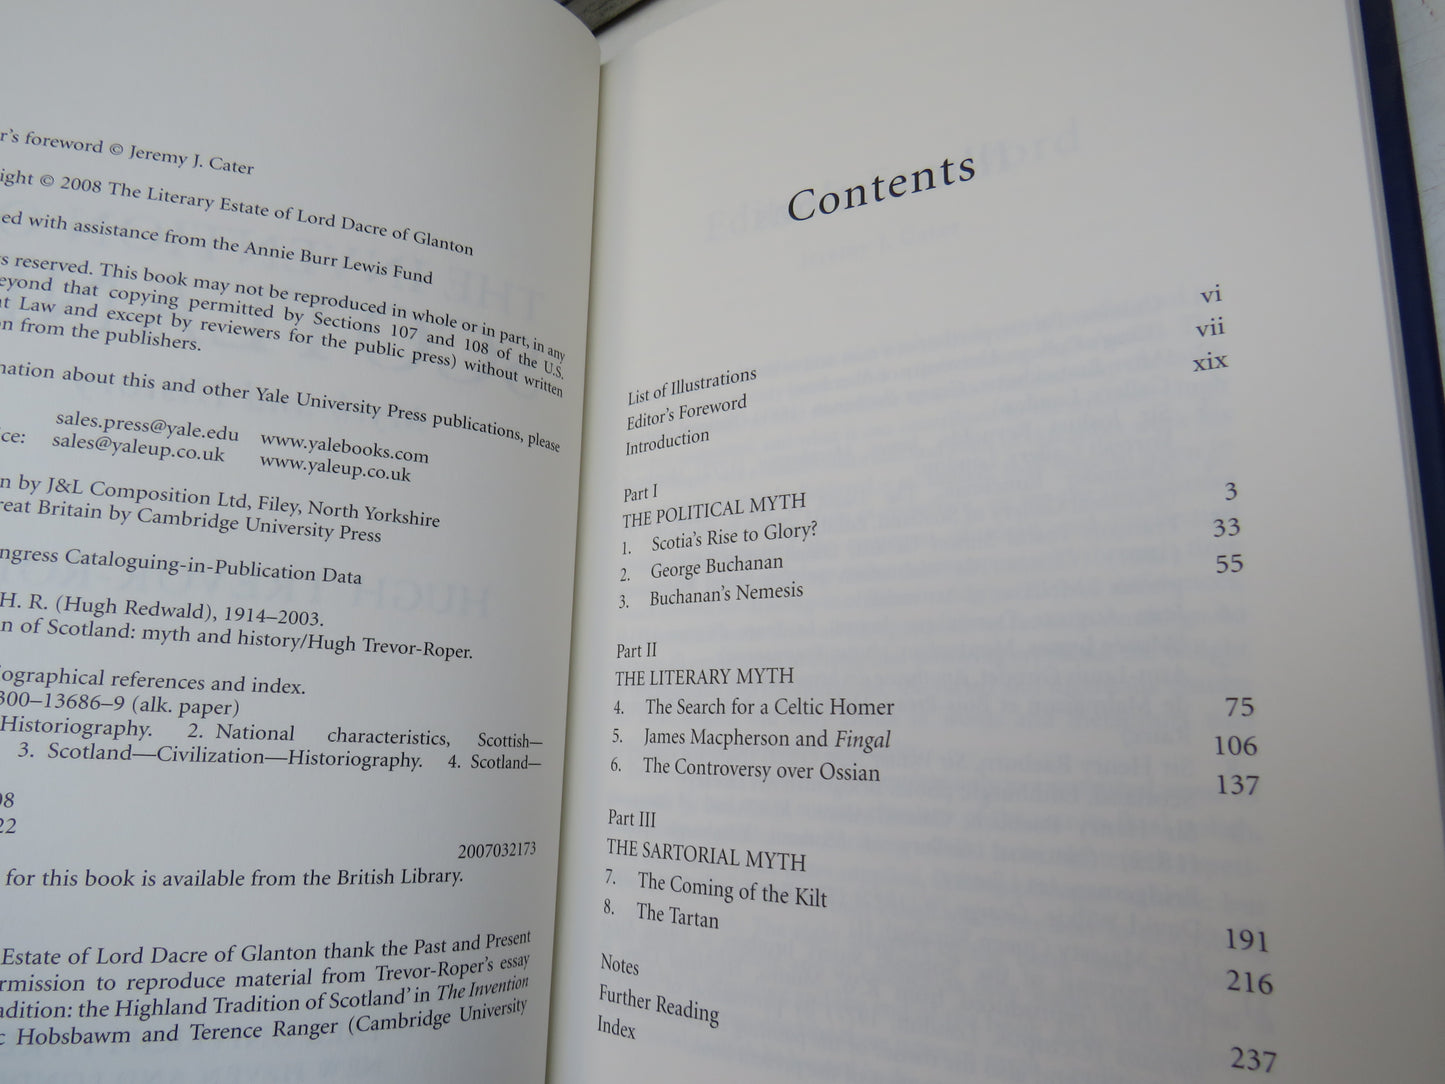 r's foreword © Jeremy J. Cater
ight © 2008 The Literary Estate of Lord Dacre of Glanton
ed with assistance from the Annie Burr Lewis Fund
s reserved. This book may not be reproduced in whole or in part, in any
eyond that copying permitted by Sections 107 and 108 of the U.S.
t Law and except by reviewers for the public press) without written
n from the publishers.
nation about this and other Yale University Press publications, please
sales.press@yale.edu www.yalebooks.com
ice: sales@yaleup.co.uk www.yaleup.co.uk
n by J&L Composition Ltd, Filey, North Yorkshire
reat Britain by Cambridge University Press
ngress Cataloguing-in-Publication Data
H. R. (Hugh Redwald), 1914–2003.
n of Scotland: myth and history/Hugh Trevor-Roper.
iographical references and index.
300–13686–9 (alk. paper)
Historiography. 2. National characteristics, Scottish—
3. Scotland—Civilization—Historiography. 4. Scotland—
08
22
2007032173
for this book is available from the British Library.
Estate of Lord Dacre of Glanton thank the Past and Present
rmission to reproduce material from Trevor-Roper's essay
adition: the Highland Tradition of Scotland' in The Invention
c Hobsbawm and Terence Ranger (Cambridge University
Contents
List of Illustrations vi
Editor's Foreword vii
Introduction xix
Part I
THE POLITICAL MYTH
1. Scotia's Rise to Glory? 3
2. George Buchanan 33
3. Buchanan's Nemesis 55
Part II
THE LITERARY MYTH
4. The Search for a Celtic Homer 75
5. James Macpherson and Fingal 106
6. The Controversy over Ossian 137
Part III
THE SARTORIAL MYTH
7. The Coming of the Kilt 191
8. The Tartan 216
Notes 237
Further Reading
Index